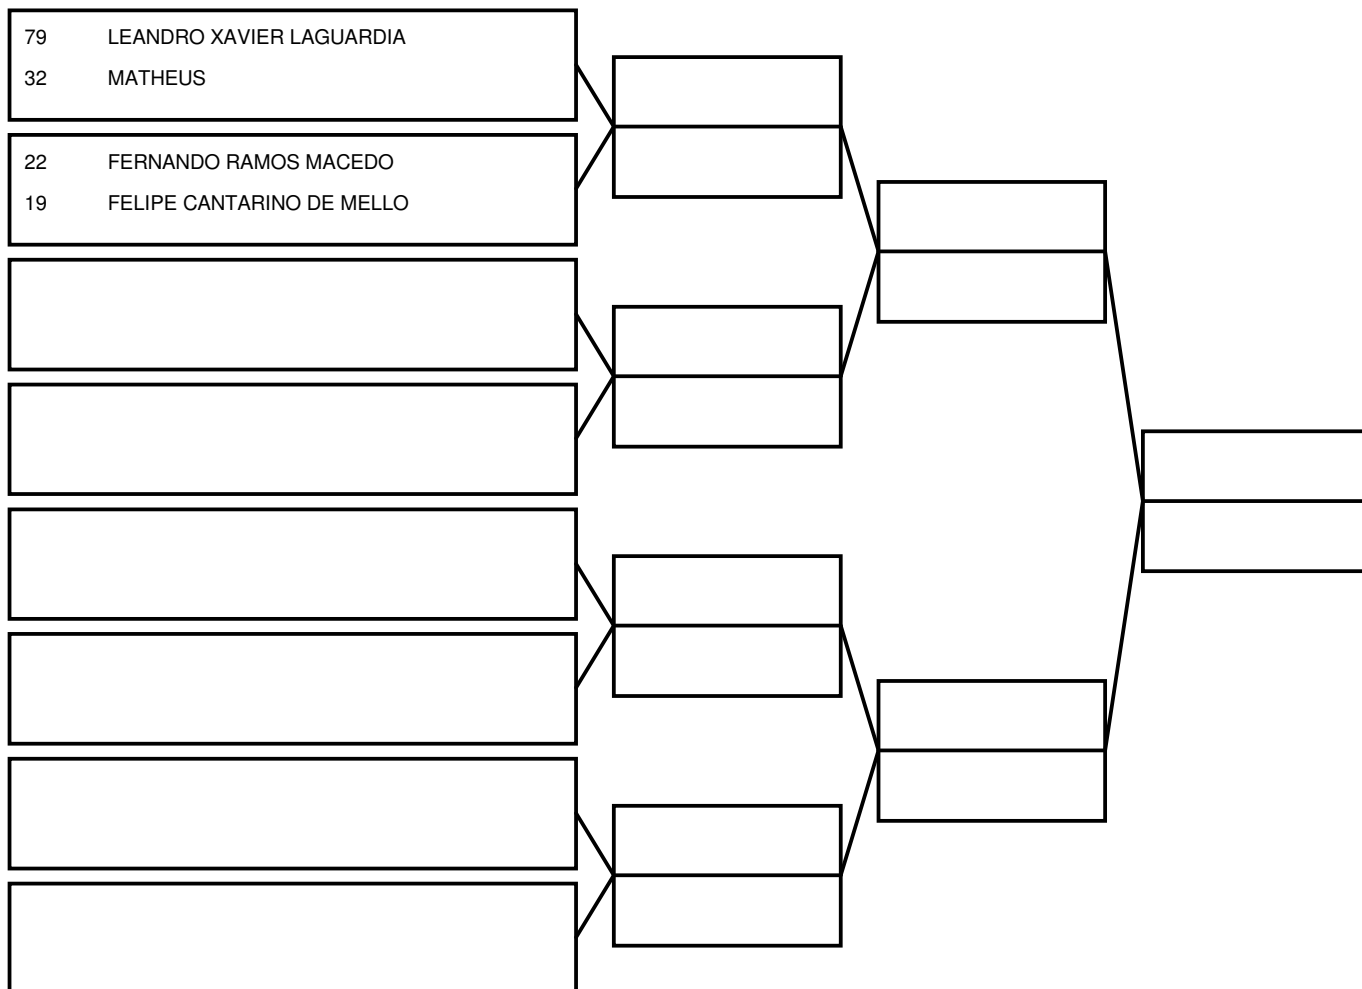 79 LEANDRO XAVIER LAGUARDIA
32 MATHEUS
22 FERNANDO RAMOS MACEDO
19 FELIPE CANTARINO DE MELLO